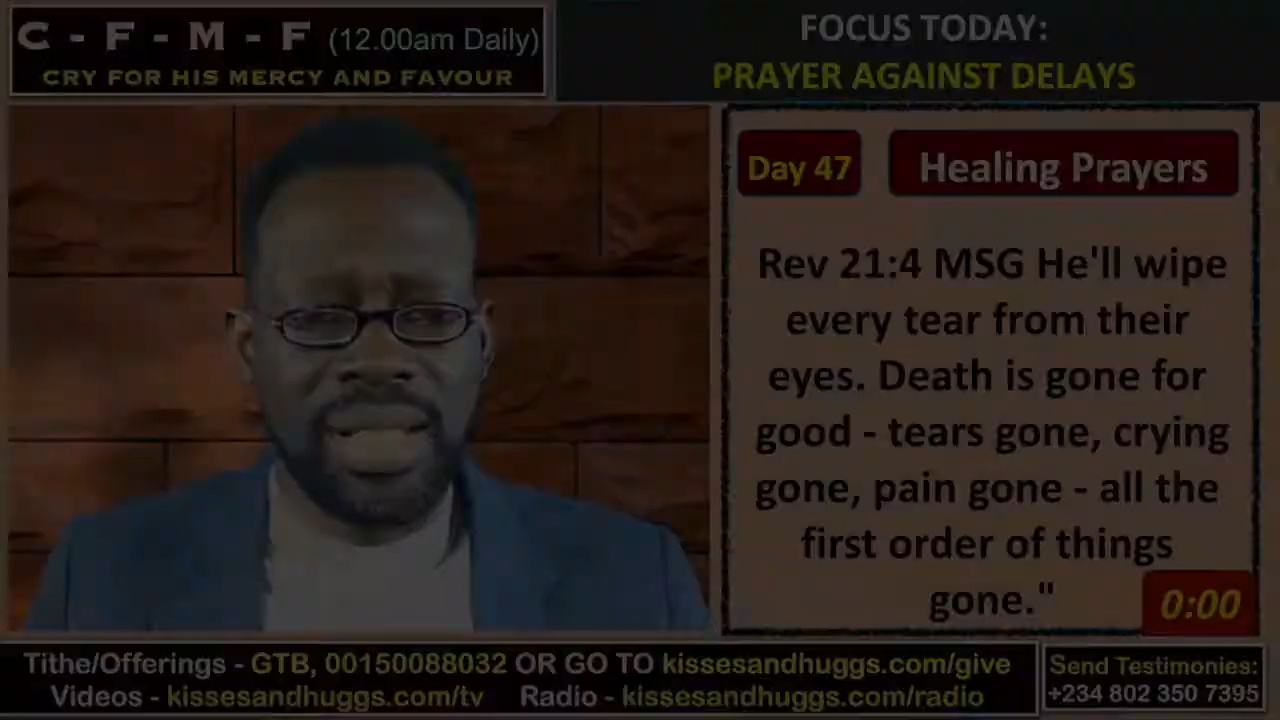 C - F - M - F (12.00am Daily)
CRY FOR HIS MERCY AND FAVOUR
FOCUS TODAY:
PRAYER AGAINST DELAYS
Day 47
Healing Prayers
Rev 21:4 MSG He'll wipe
every tear from their
eyes. Death is gone for
good - tears gone, crying
gone, pain gone - all the
first order of things
gone."
0:00
Tithe/Offerings - GTB, 00150088032 OR GO TO kissesandhuggs.com/give
Videos - kissesandhuggs.com/tv Radio - kissesandhuggs.com/radio
Send Testimonies:
+234 802 350 7395